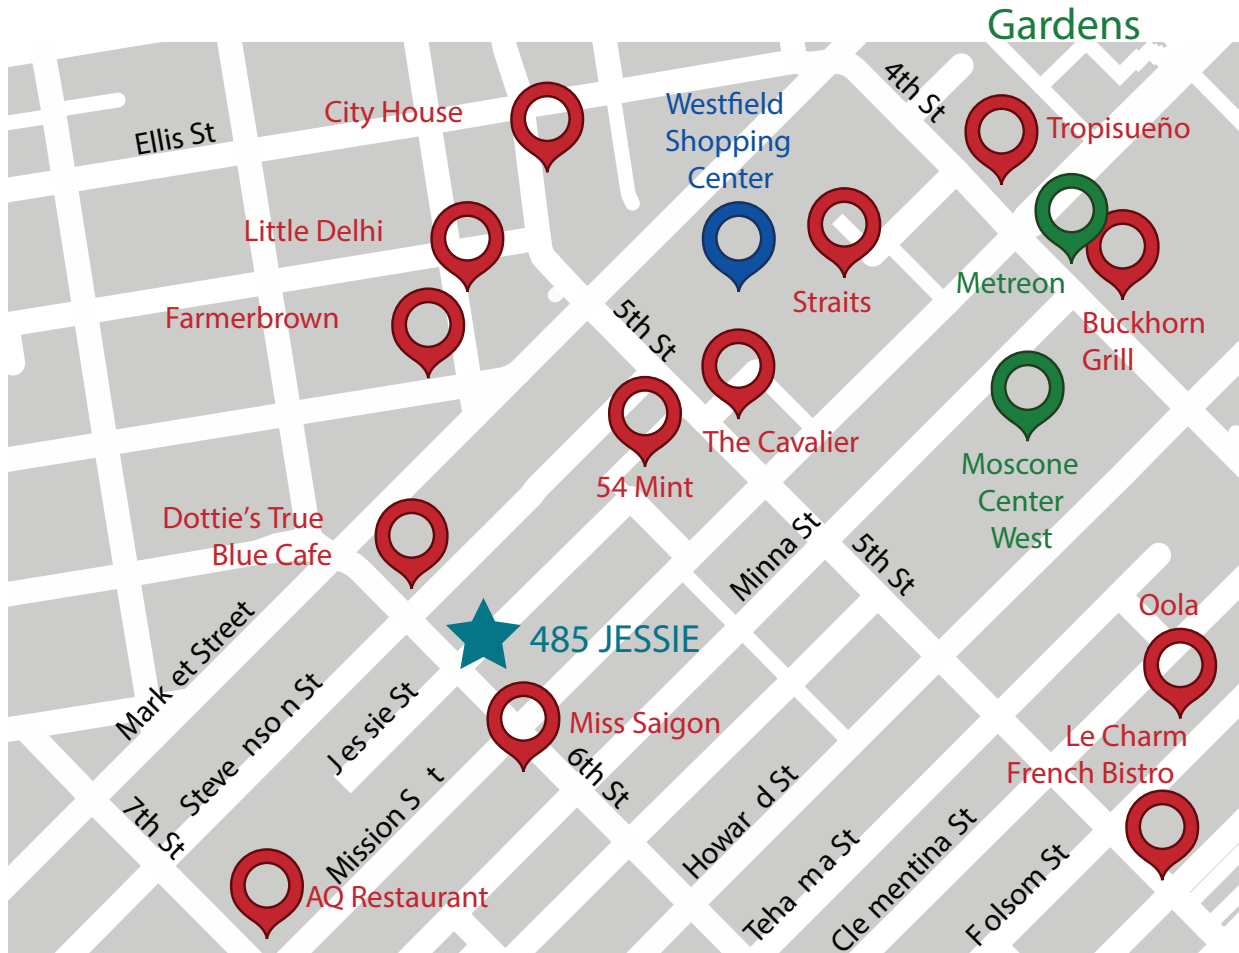 Gardens
4th St
City House
Westfield
Shopping
Center
Tropisueño
Ellis St
Little Delhi
Metreon
Straits
Farmerbrown
5th St
Buckhorn
Grill
The Cavalier
Moscone
Center
West
54 Mint
Dottie's True
Blue Cafe
Minna St
5th St
Oola
485 JESSIE
Mark et Street
Steve nso n St
Jes sie St
Miss Saigon
Le Charm
French Bistro
6th St
7th St
Mission S t
Howar d St
Teha m a St
Cle mentina St
F olsom St
AQ Restaurant